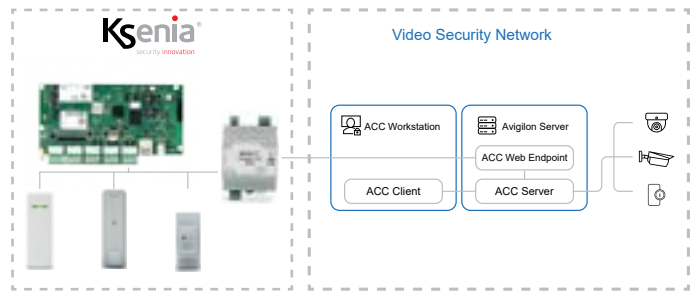 Ksenia®
security innovation
Video Security Network
ACC Workstation
Avigilon Server
ACC Web Endpoint
ACC Client
ACC Server